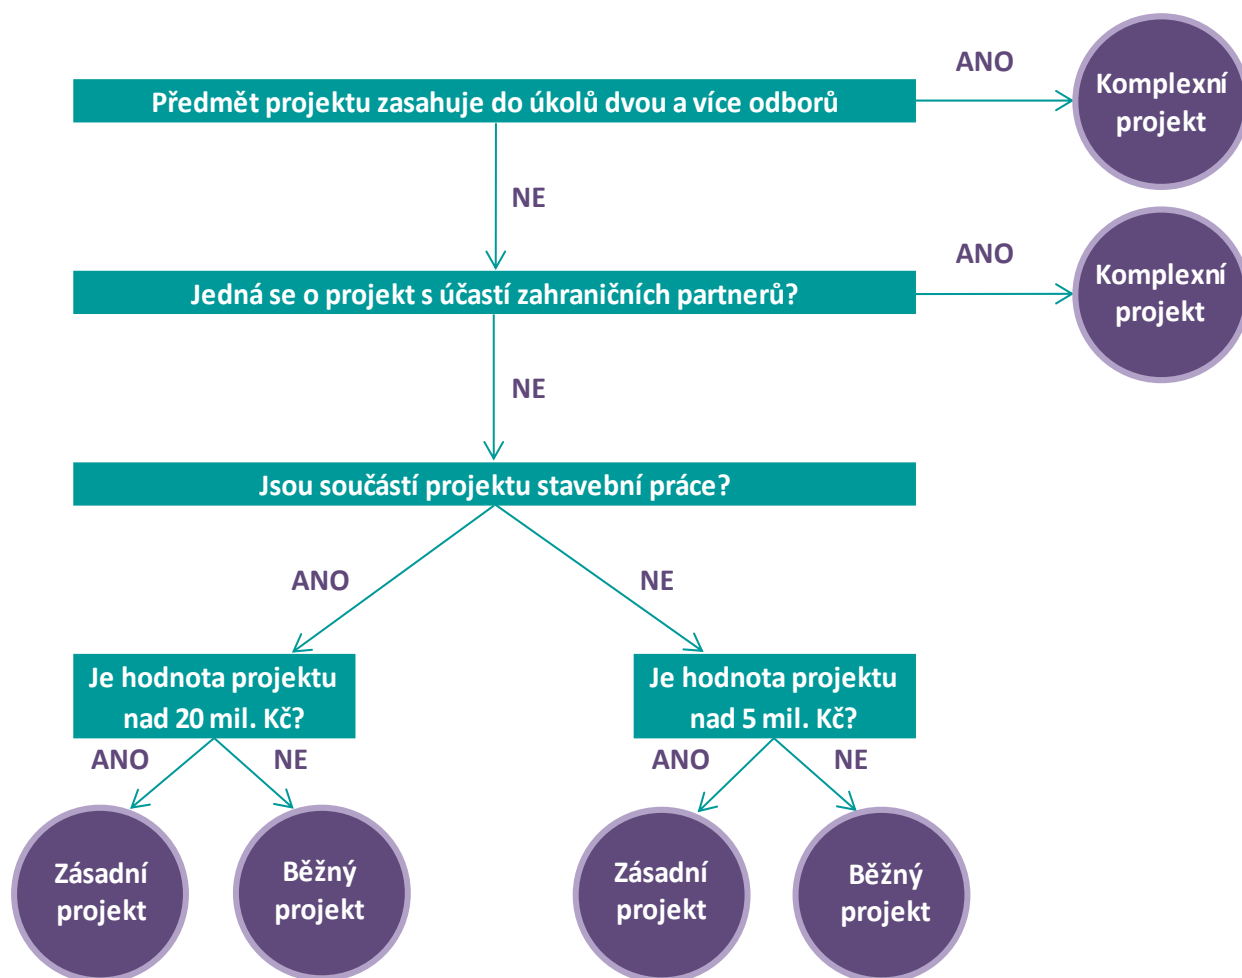 ANO
Předmět projektu zasahuje do úkolů dvou a více odborů
Komplexní
projekt
NE
ANO
Jedná se o projekt s účastí zahraničních partnerů?
Komplexní
projekt
NE
Jsou součástí projektu stavební práce?
ANO
NE
Je hodnota projektu
nad 20 mil. Kč?
Je hodnota projektu
nad 5 mil. Kč?
ANO
NE
ANO
NE
Zásadní
projekt
Běžný
projekt
Zásadní
projekt
Běžný
projekt